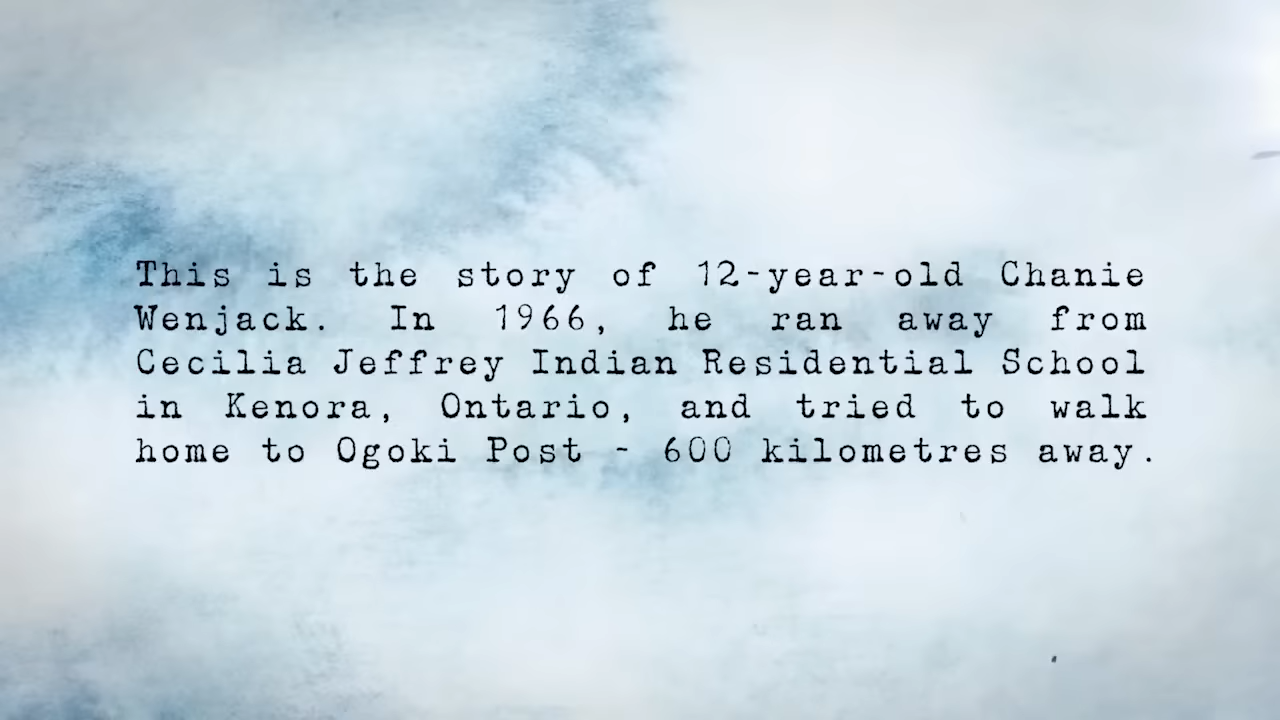 This is the story of 12-year-old Chanie
Wenjack. In 1966, he ran away from
Cecilia Jeffrey Indian Residential School
in Kenora, Ontario, and tried to walk
home to Ogoki Post - 600 kilometres away.